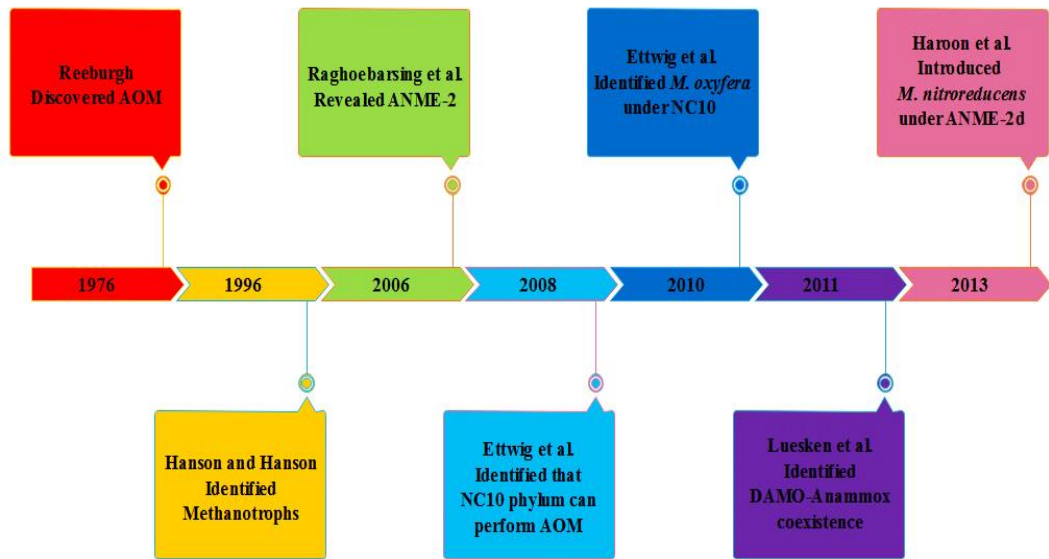 Reeburgh
Discovered AOM
Raghoebarsing et al.
Revealed ANME-2
Ettwig et al.
Identified M. oxyfera
under NC10
Haroon et al.
Introduced
M. nitroreducens
under ANME-2d
1976
1996
2006
2008
2010
2011
2013
Hanson and Hanson
Identified
Methanotrophs
Ettwig et al.
Identified that
NC10 phylum can
perform AOM
Luesken et al.
Identified
DAMO-Anammox
coexistence